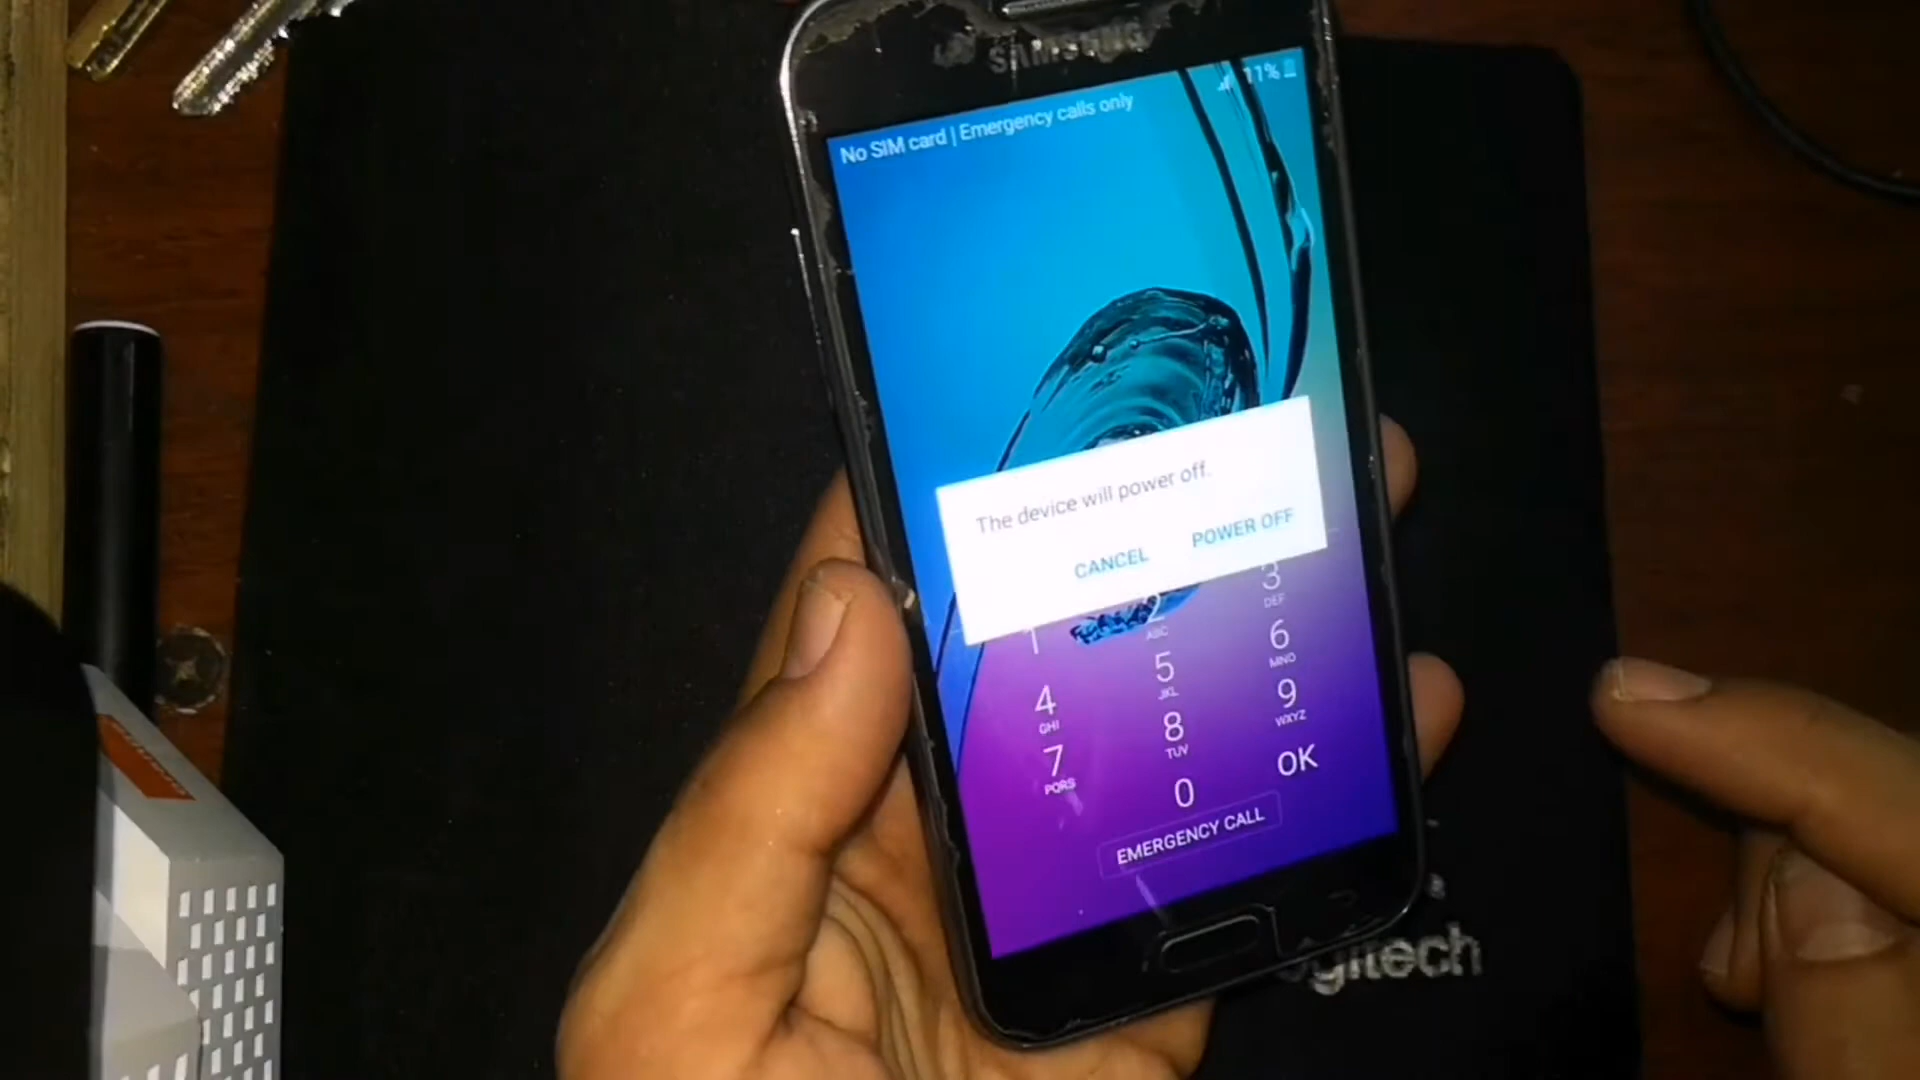 SAMSUNG
11%
No SIM card | Emergency calls only
The device will power off.
CANCEL POWER OFF
1 2 ABC 3 DEF
4 GHI 5 JKL 6 MNO
7 PQRS 8 TUV 9 WXYZ
0 OK
EMERGENCY CALL
ogitech